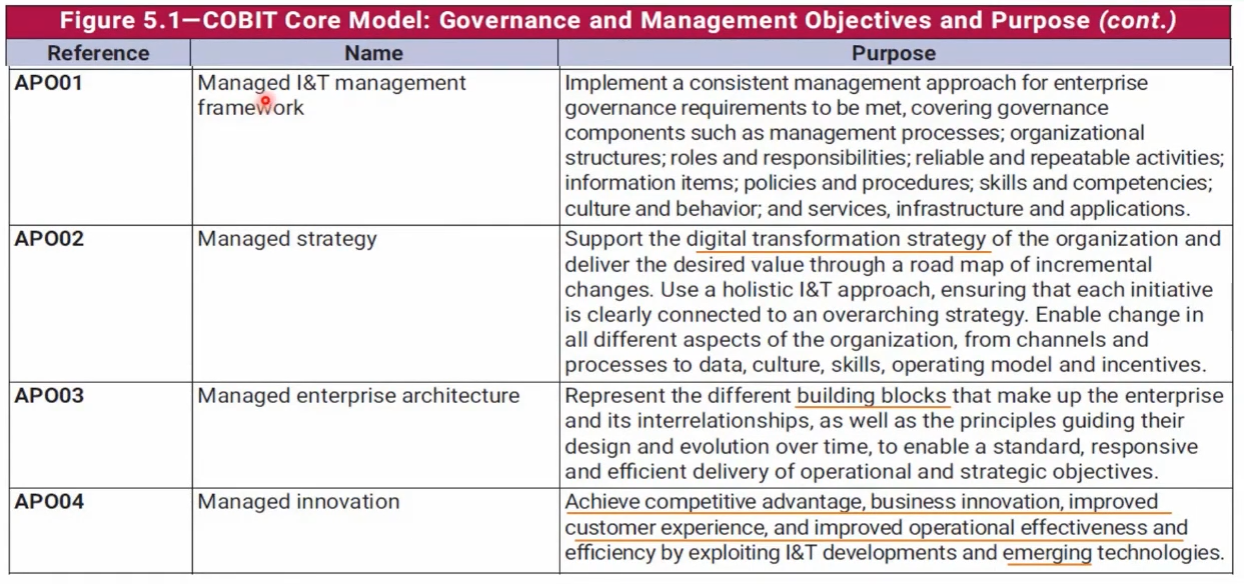 Figure 5.1—COBIT Core Model: Governance and Management Objectives and Purpose (cont.)
Reference Name Purpose
APO01 Managed I&T management framework
Implement a consistent management approach for enterprise
governance requirements to be met, covering governance
components such as management processes; organizational
structures; roles and responsibilities; reliable and repeatable activities;
information items; policies and procedures; skills and competencies;
culture and behavior; and services, infrastructure and applications.
APO02 Managed strategy
Support the digital transformation strategy of the organization and
deliver the desired value through a road map of incremental
changes. Use a holistic I&T approach, ensuring that each initiative
is clearly connected to an overarching strategy. Enable change in
all different aspects of the organization, from channels and
processes to data, culture, skills, operating model and incentives.
APO03 Managed enterprise architecture
Represent the different building blocks that make up the enterprise
and its interrelationships, as well as the principles guiding their
design and evolution over time, to enable a standard, responsive
and efficient delivery of operational and strategic objectives.
APO04 Managed innovation
Achieve competitive advantage, business innovation, improved
customer experience, and improved operational effectiveness and
efficiency by exploiting I&T developments and emerging technologies.